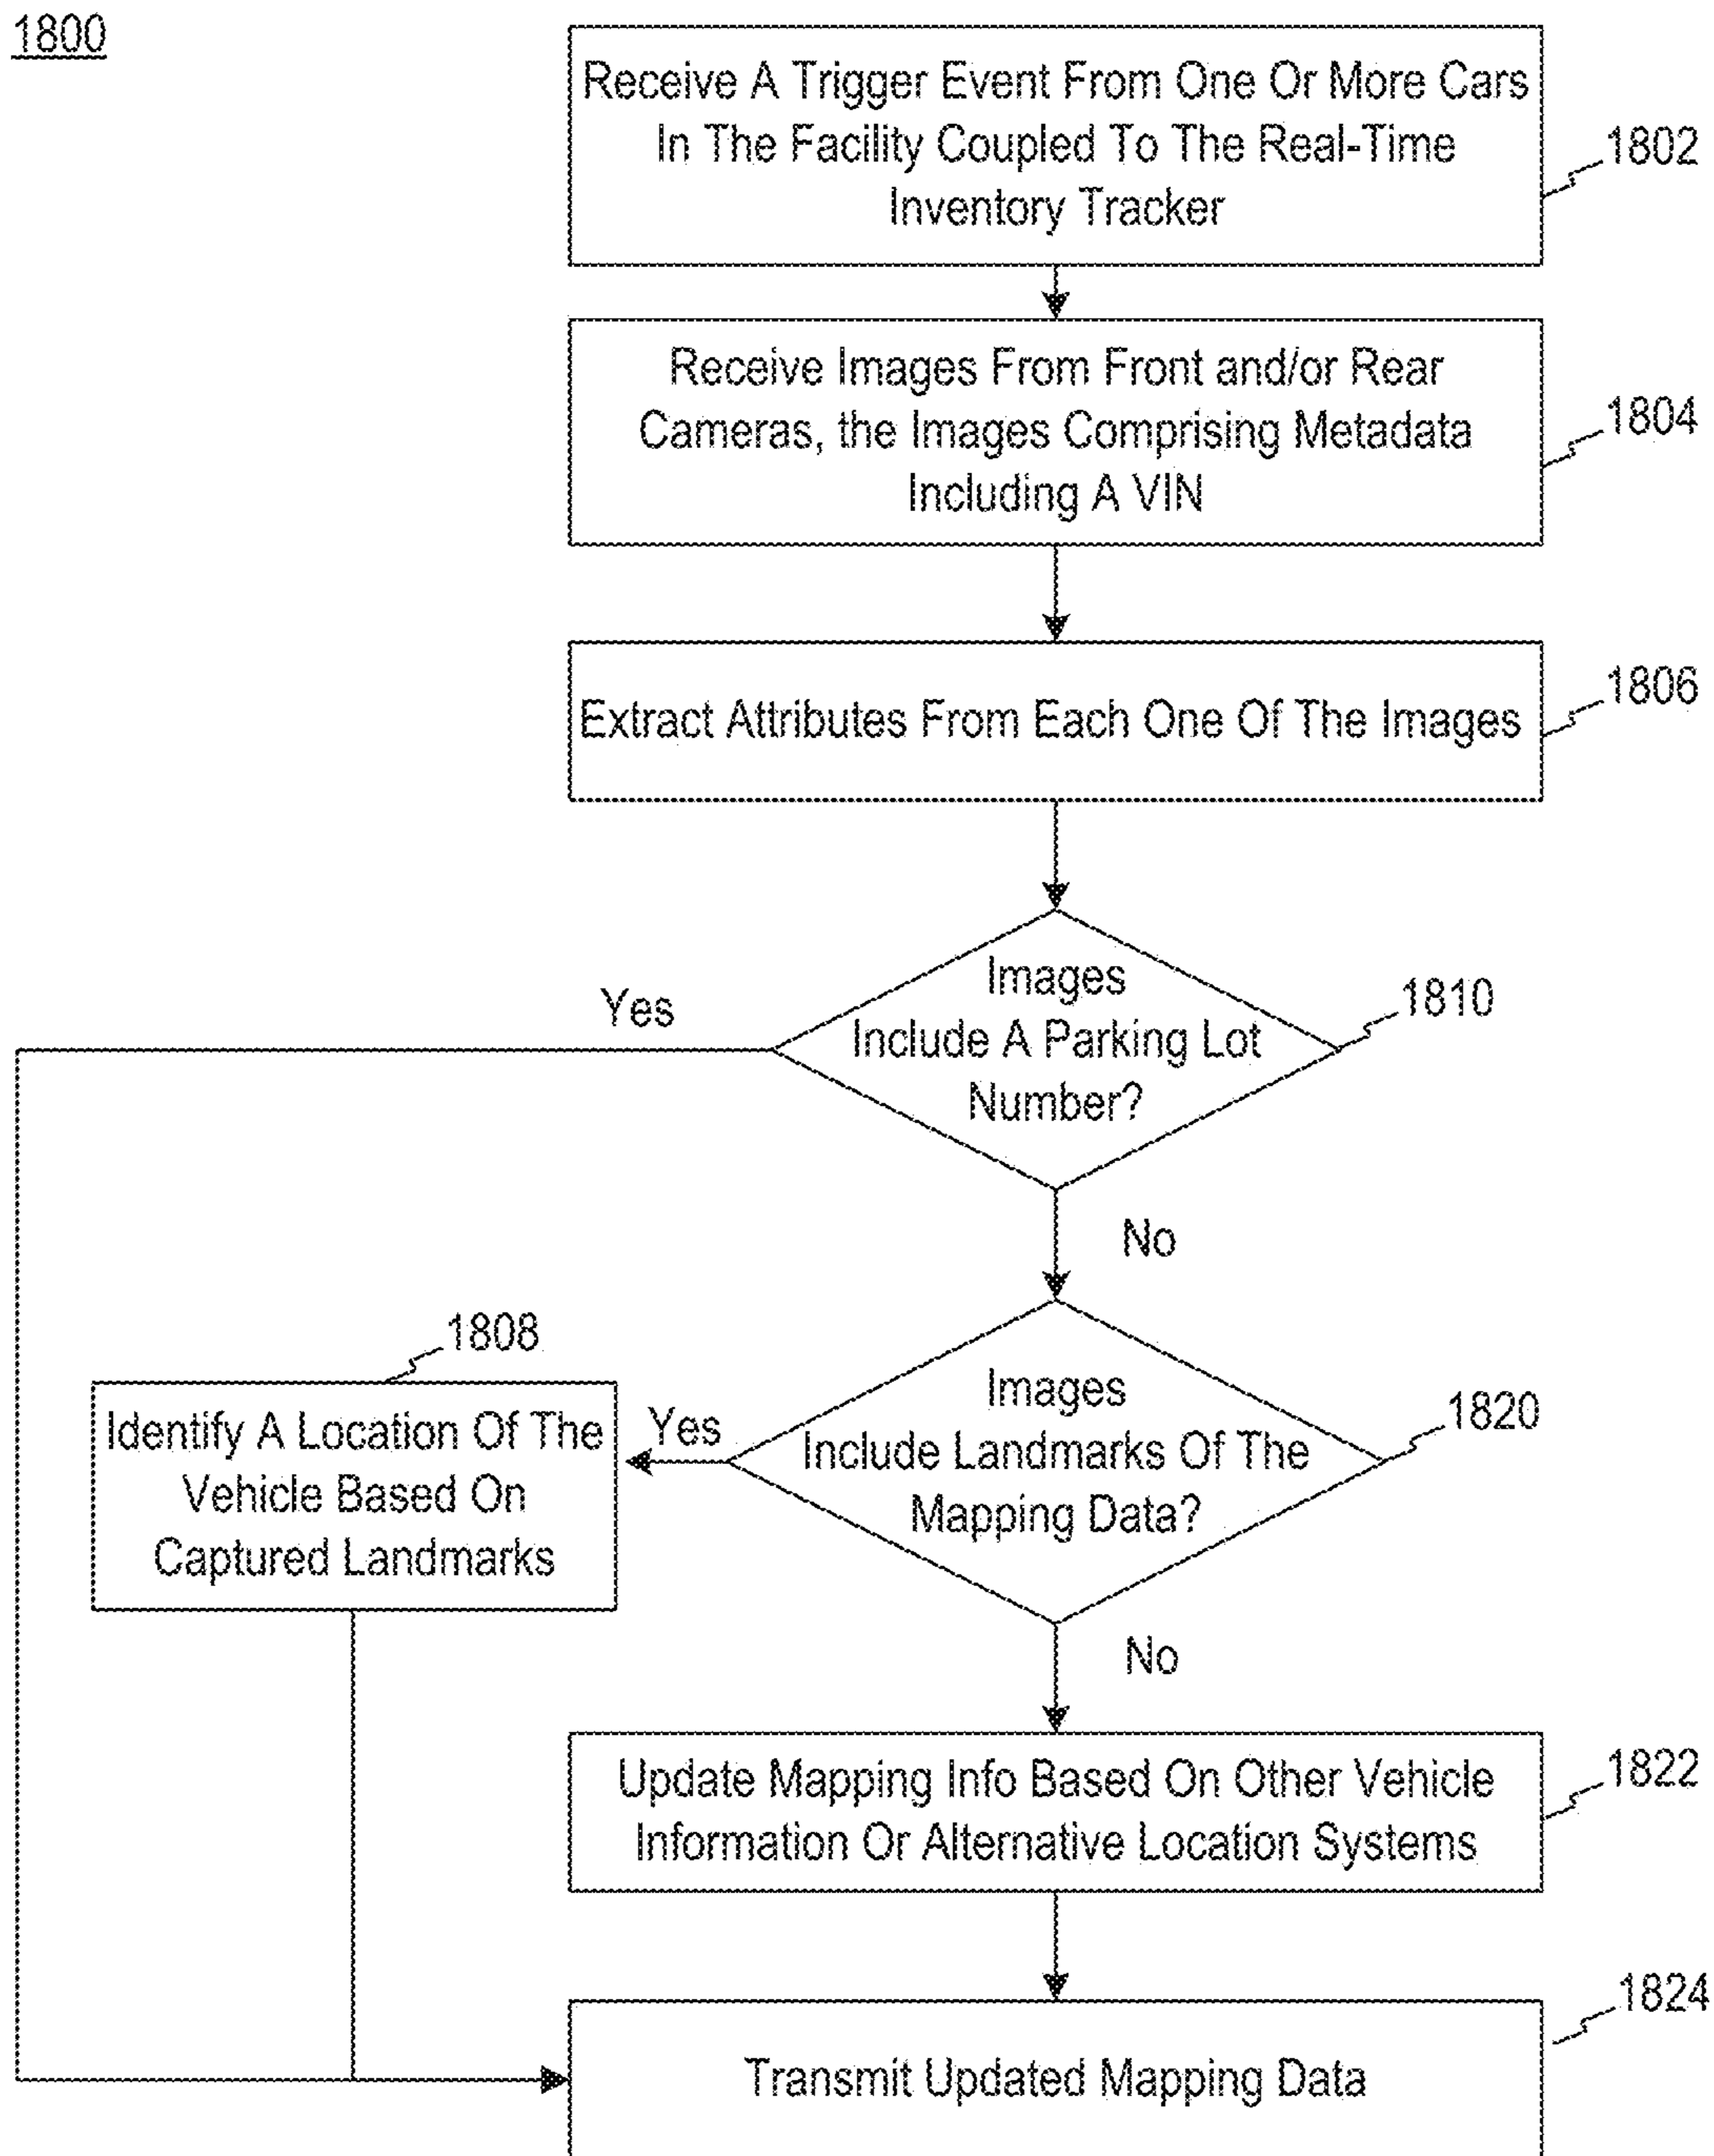 1800
Receive A Trigger Event From One Or More Cars
In The Facility Coupled To The Real-Time
Inventory Tracker
1802
Receive Images From Front and/or Rear
Cameras, the Images Comprising Metadata
Including A VIN
1804
Extract Attributes From Each One Of The Images
1806
Images
Include A Parking Lot
Number?
1810
Yes
No
Images
Include Landmarks Of The
Mapping Data?
1820
Yes
1808
Identify A Location Of The
Vehicle Based On
Captured Landmarks
No
Update Mapping Info Based On Other Vehicle
Information Or Alternative Location Systems
1822
Transmit Updated Mapping Data
1824